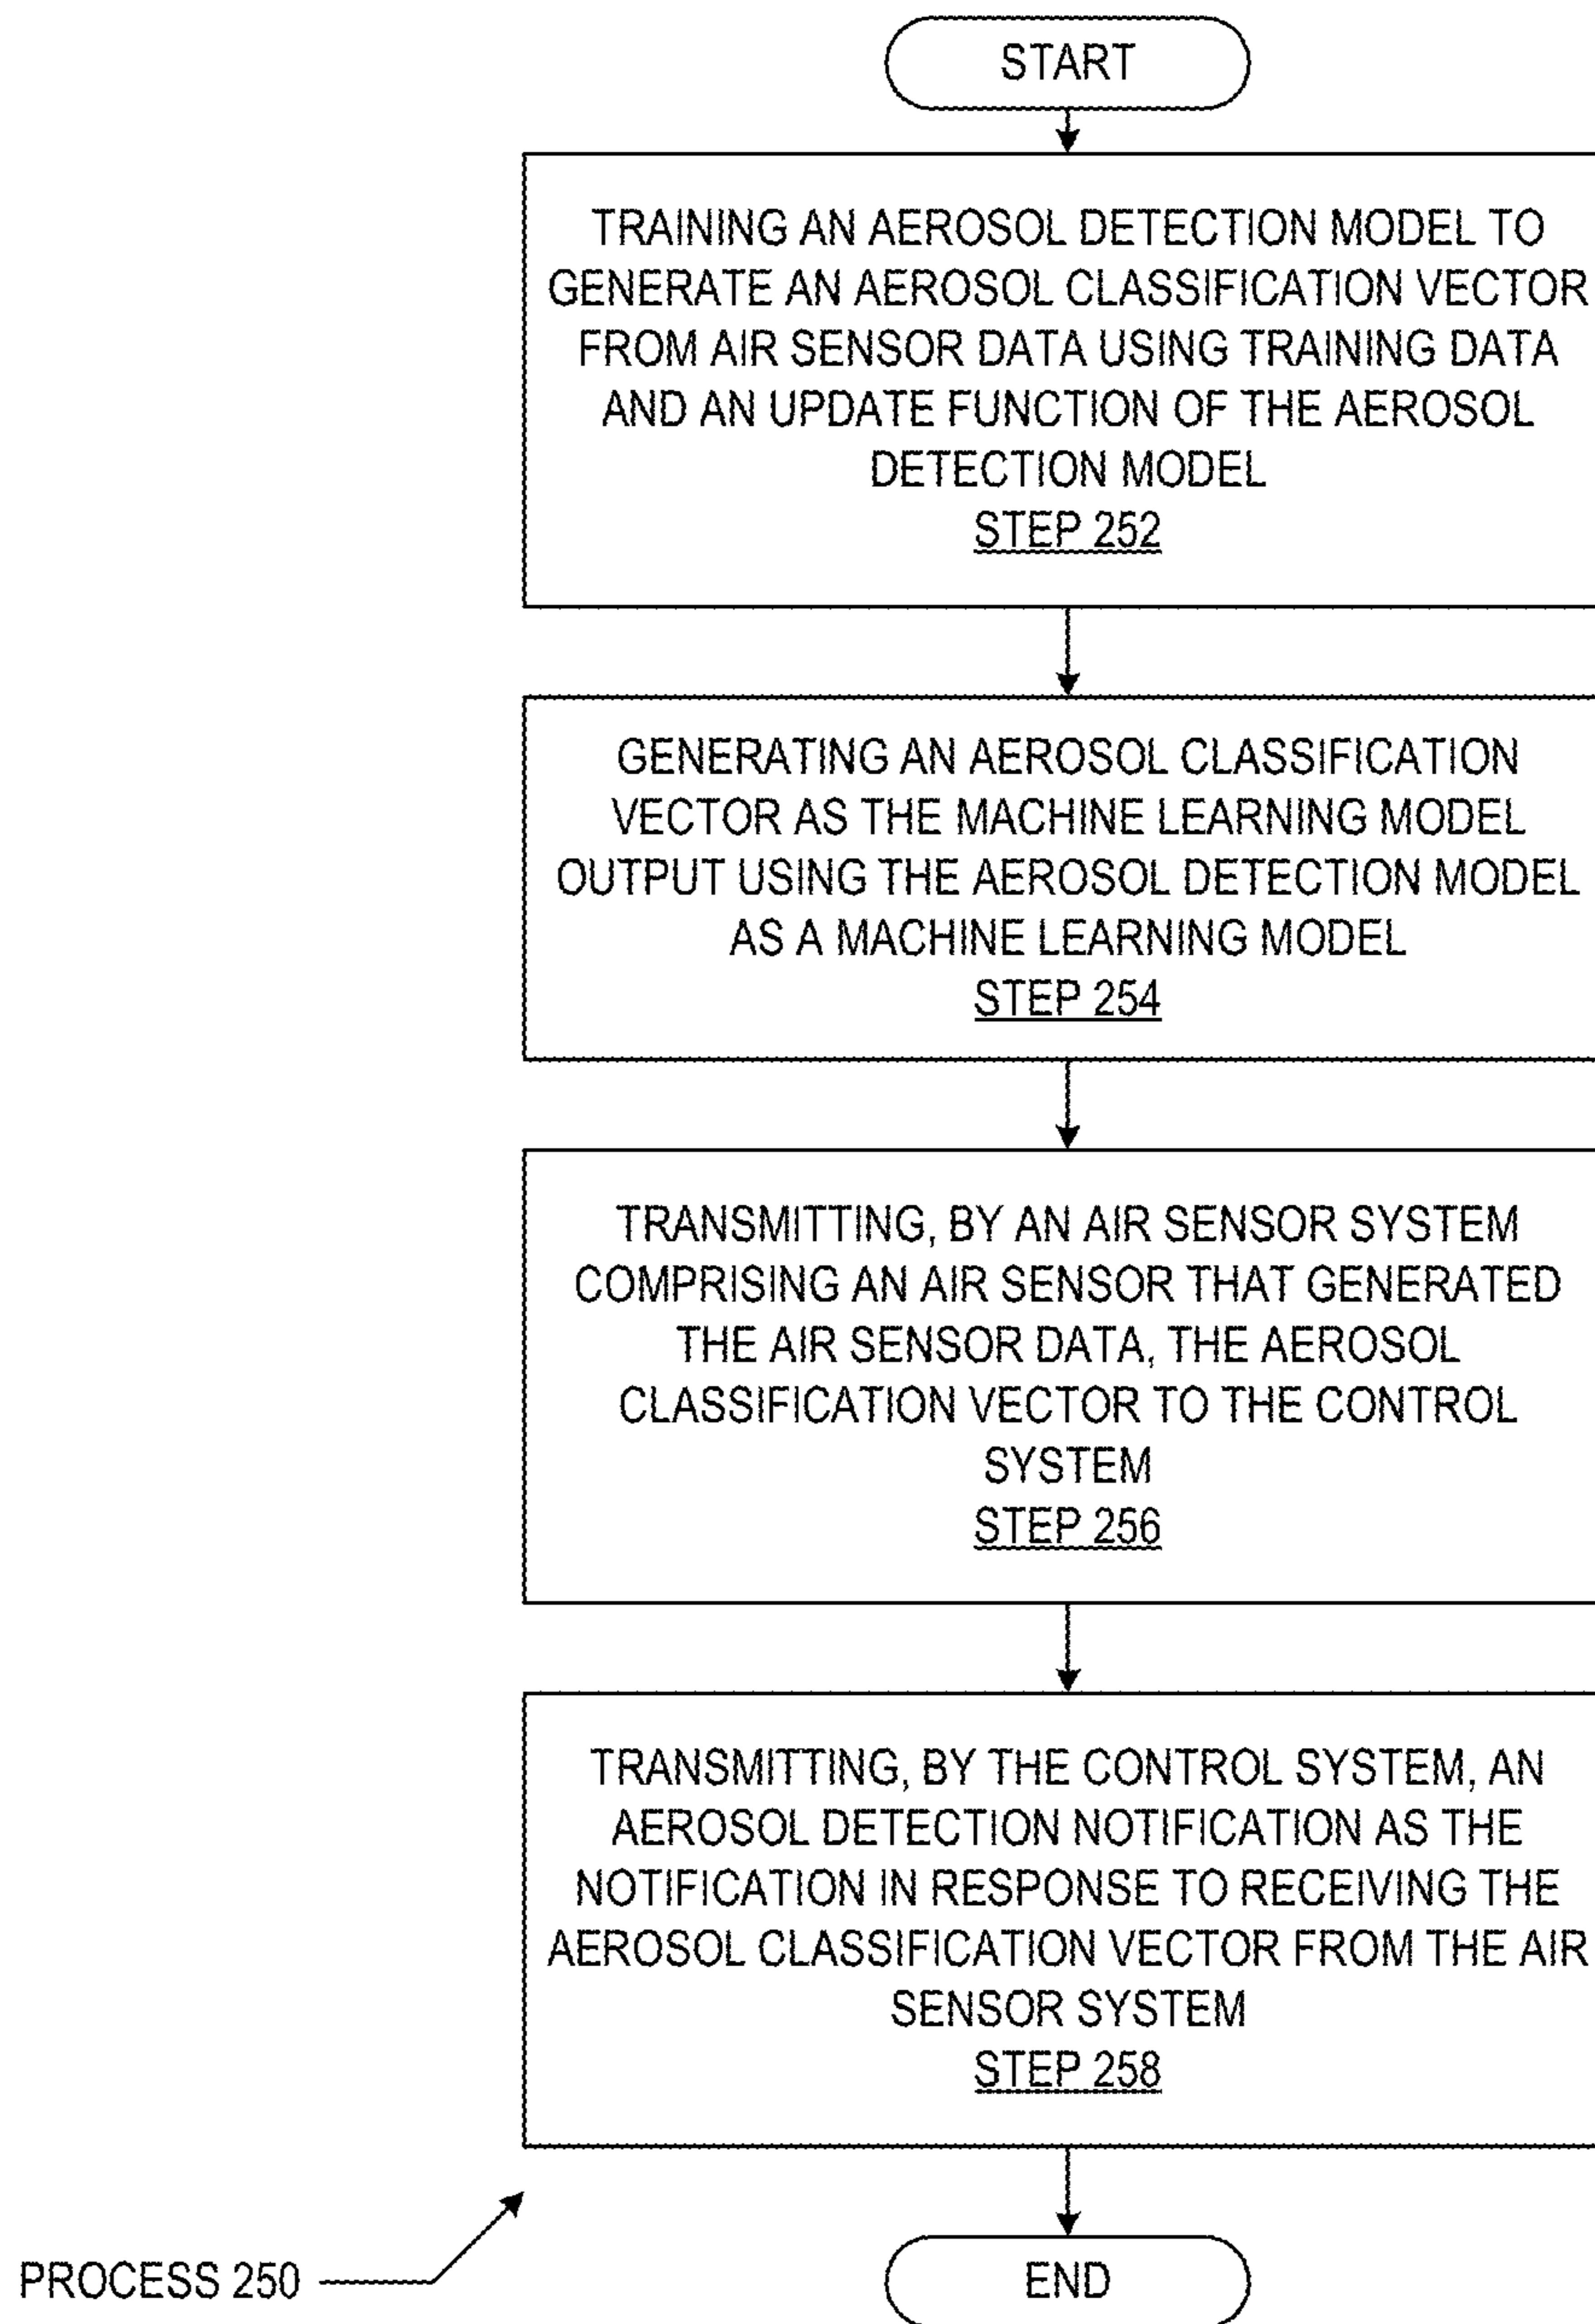 START
TRAINING AN AEROSOL DETECTION MODEL TO
GENERATE AN AEROSOL CLASSIFICATION VECTOR
FROM AIR SENSOR DATA USING TRAINING DATA
AND AN UPDATE FUNCTION OF THE AEROSOL
DETECTION MODEL
STEP 252
GENERATING AN AEROSOL CLASSIFICATION
VECTOR AS THE MACHINE LEARNING MODEL
OUTPUT USING THE AEROSOL DETECTION MODEL
AS A MACHINE LEARNING MODEL
STEP 254
TRANSMITTING, BY AN AIR SENSOR SYSTEM
COMPRISING AN AIR SENSOR THAT GENERATED
THE AIR SENSOR DATA, THE AEROSOL
CLASSIFICATION VECTOR TO THE CONTROL
SYSTEM
STEP 256
TRANSMITTING, BY THE CONTROL SYSTEM, AN
AEROSOL DETECTION NOTIFICATION AS THE
NOTIFICATION IN RESPONSE TO RECEIVING THE
AEROSOL CLASSIFICATION VECTOR FROM THE AIR
SENSOR SYSTEM
STEP 258
PROCESS 250
END